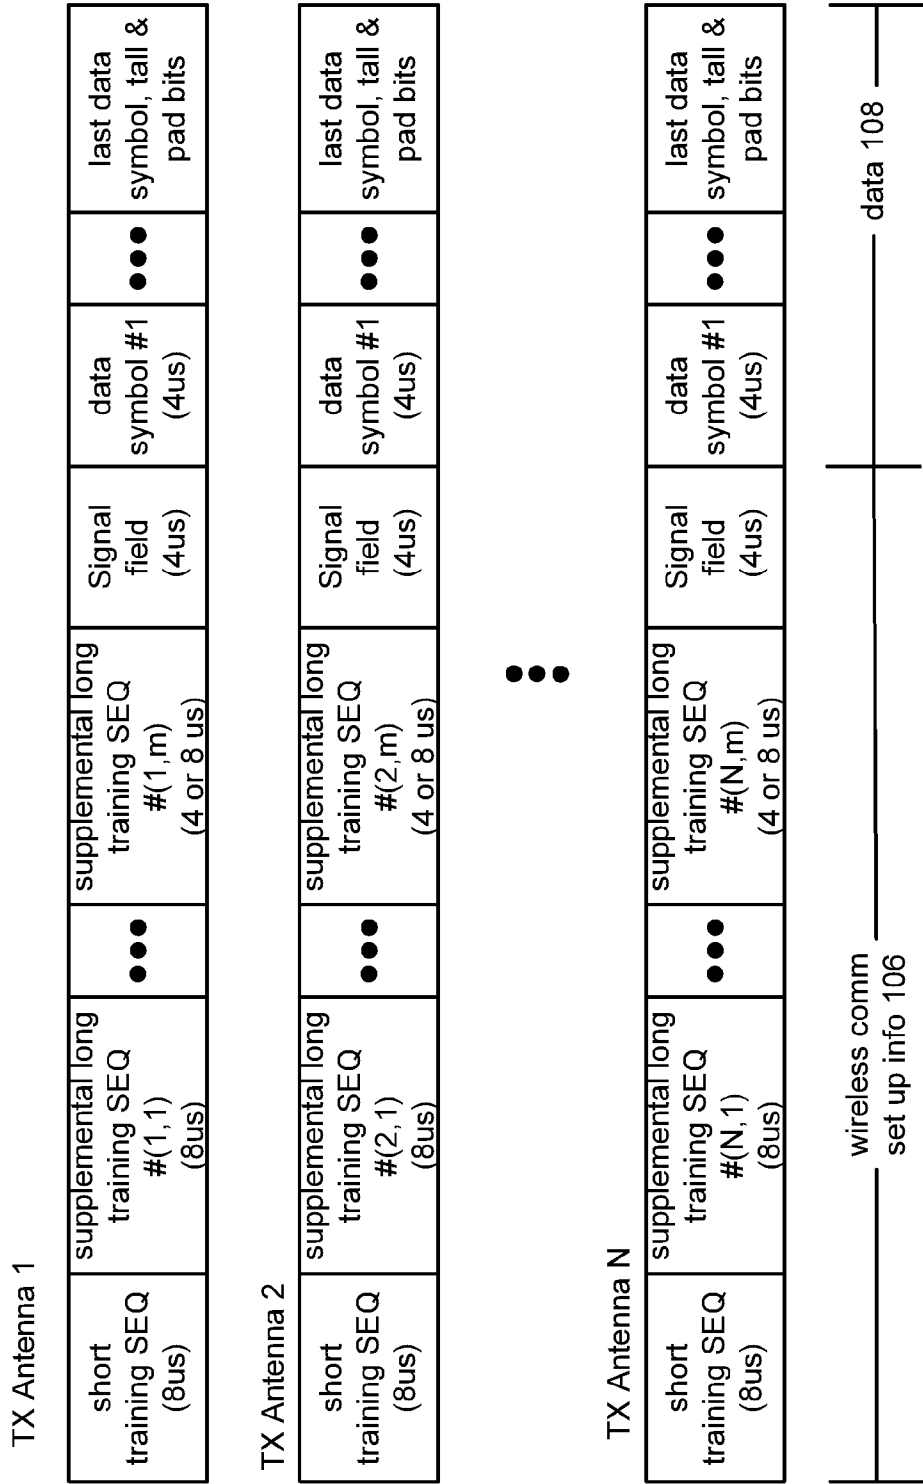 TX Antenna 1
short
training SEQ
(8us)
supplemental long
training SEQ
#(1,1)
(8us)
supplemental long
training SEQ
#(1,m)
(4 or 8 us)
Signal
field
(4us)
data
symbol #1
(4us)
last data
symbol, tall &
pad bits
TX Antenna 2
short
training SEQ
(8us)
supplemental long
training SEQ
#(2,1)
(8us)
supplemental long
training SEQ
#(2,m)
(4 or 8 us)
Signal
field
(4us)
data
symbol #1
(4us)
last data
symbol, tall &
pad bits
TX Antenna N
short
training SEQ
(8us)
supplemental long
training SEQ
#(N,1)
(8us)
supplemental long
training SEQ
#(N,m)
(4 or 8 us)
Signal
field
(4us)
data
symbol #1
(4us)
last data
symbol, tall &
pad bits
wireless comm
set up info 106
data 108